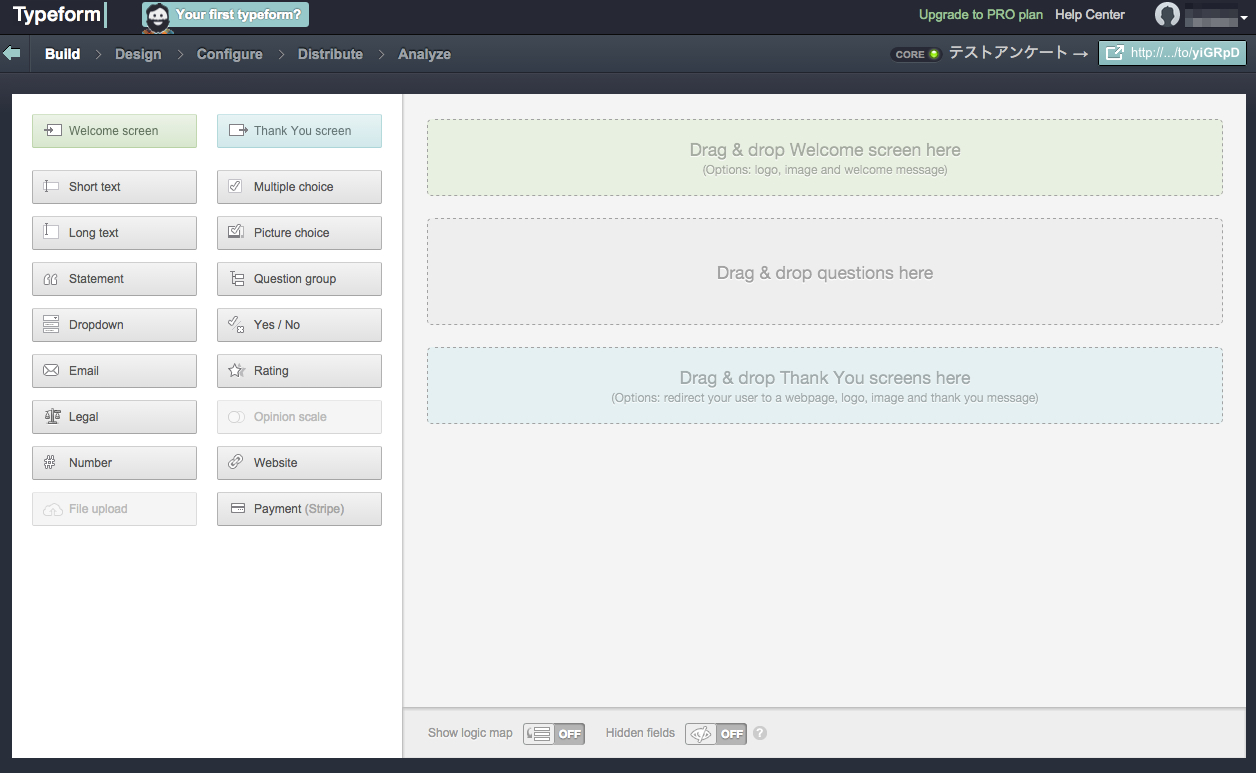 Typeform
Your first typeform?
Upgrade to PRO plan
Help Center
Build > Design > Configure > Distribute > Analyze
CORE
テストアンケート →
http://.../to/yiGRpD
Welcome screen
Thank You screen
Short text
Multiple choice
Long text
Picture choice
Statement
Question group
Dropdown
Yes / No
Email
Rating
Legal
Opinion scale
Number
Website
File upload
Payment (Stripe)
Drag & drop Welcome screen here
(Options: logo, image and welcome message)
Drag & drop questions here
Drag & drop Thank You screens here
(Options: redirect your user to a webpage, logo, image and thank you message)
Show logic map
OFF
Hidden fields
OFF
?